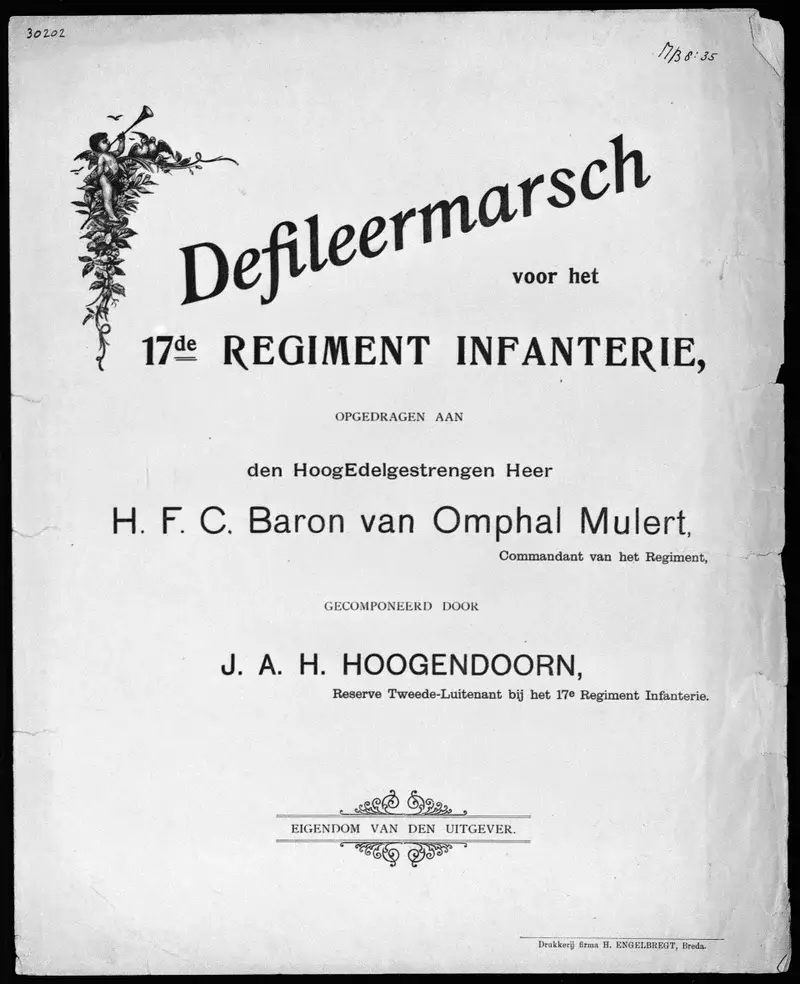 30202
M/B 8:35
Defileermarsch
voor het
17de REGIMENT INFANTERIE,
OPGEDRAGEN AAN
den HoogEdelgestrengen Heer
H. F. C. Baron van Omphal Mulert,
Commandant van het Regiment,
GECOMPONEERD DOOR
J. A. H. HOOGENDOORN,
Reserve Tweede-Luitenant bij het 17e Regiment Infanterie.
EIGENDOM VAN DEN UITGEVER.
Drukkerij firma H. ENGELBREGT, Breda.